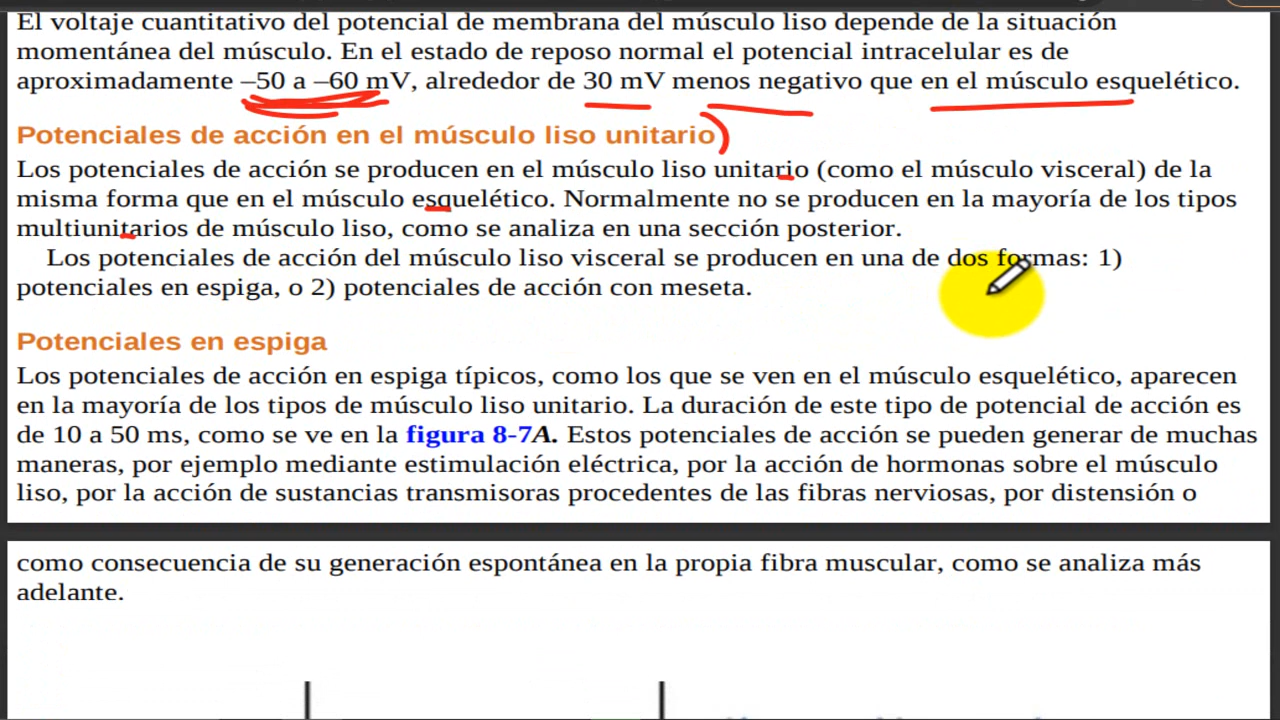 El voltaje cuantitativo del potencial de membrana del músculo liso depende de la situación
momentánea del músculo. En el estado de reposo normal el potencial intracelular es de
aproximadamente –50 a –60 mV, alrededor de 30 mV menos negativo que en el músculo esquelético.
Potenciales de acción en el músculo liso unitario
Los potenciales de acción se producen en el músculo liso unitario (como el músculo visceral) de la
misma forma que en el músculo esquelético. Normalmente no se producen en la mayoría de los tipos
multiunitarios de músculo liso, como se analiza en una sección posterior.
Los potenciales de acción del músculo liso visceral se producen en una de dos formas: 1)
potenciales en espiga, o 2) potenciales de acción con meseta.
Potenciales en espiga
Los potenciales de acción en espiga típicos, como los que se ven en el músculo esquelético, aparecen
en la mayoría de los tipos de músculo liso unitario. La duración de este tipo de potencial de acción es
de 10 a 50 ms, como se ve en la figura 8-7A. Estos potenciales de acción se pueden generar de muchas
maneras, por ejemplo mediante estimulación eléctrica, por la acción de hormonas sobre el músculo
liso, por la acción de sustancias transmisoras procedentes de las fibras nerviosas, por distensión o
como consecuencia de su generación espontánea en la propia fibra muscular, como se analiza más
adelante.